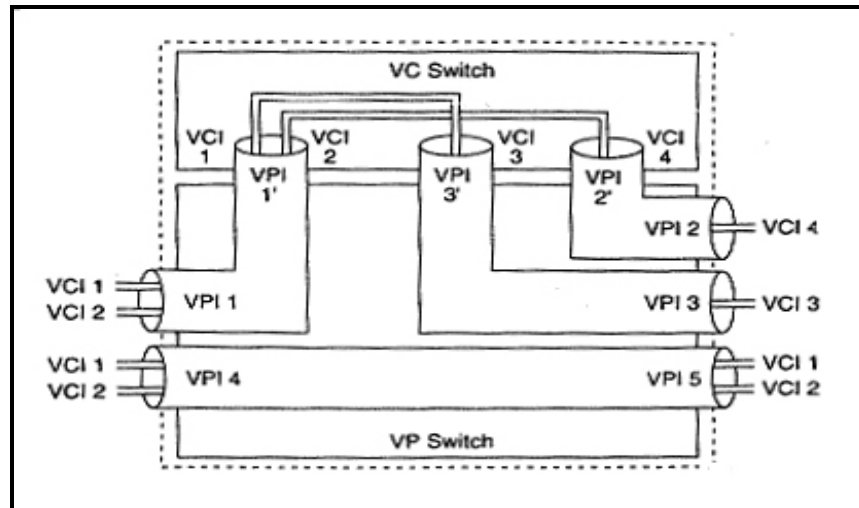 VC Switch
VCI
1
VCI
2
VCI
3
VCI
4
VPI
1'
VPI
3'
VPI
2'
VPI 2
VCI 4
VCI 1
VCI 2
VPI 1
VPI 3
VCI 3
VCI 1
VCI 2
VPI 4
VPI 5
VCI 1
VCI 2
VP Switch